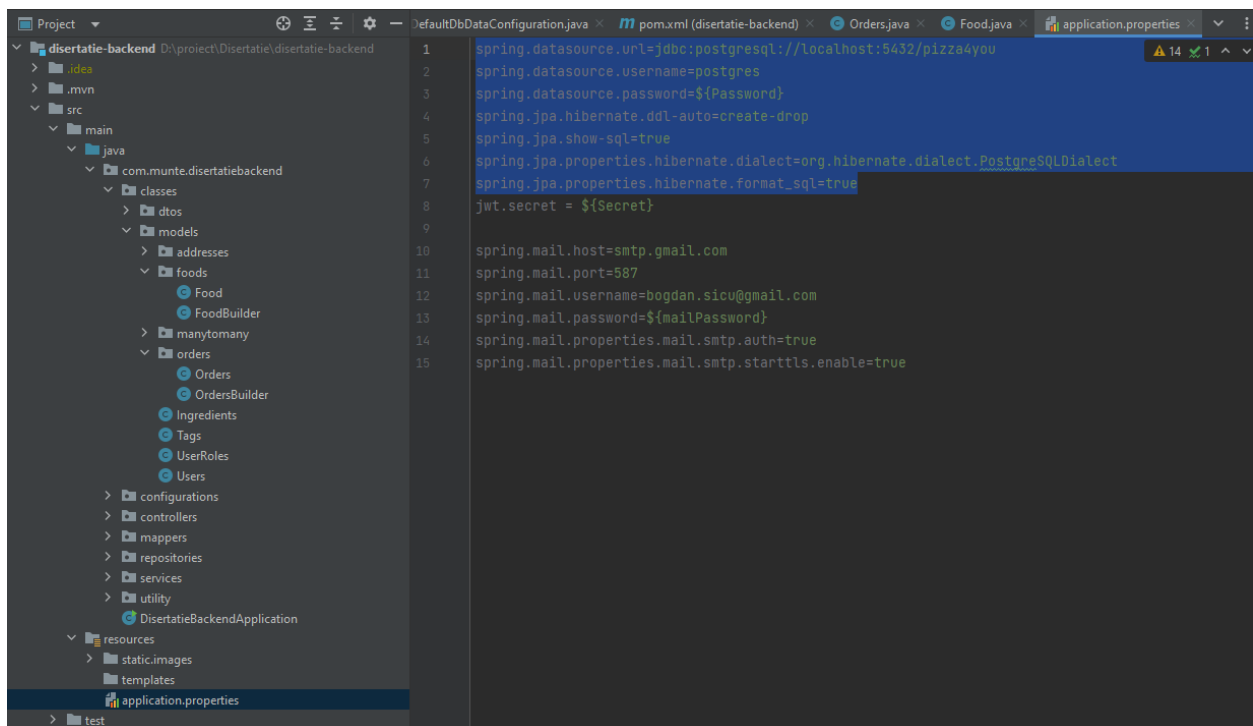 Project
DefaultDbDataConfiguration.java
pom.xml (disertatie-backend)
Orders.java
Food.java
application.properties
disertatie-backend D:\proiect\Disertatie\disertatie-backend
.idea
.mvn
src
main
java
com.munte.disertatiebackend
classes
dtos
models
addresses
foods
Food
FoodBuilder
manytomany
orders
Orders
OrdersBuilder
Ingredients
Tags
UserRoles
Users
configurations
controllers
mappers
repositories
services
utility
DisertatieBackendApplication
resources
static.images
templates
application.properties
test
14 1
1 spring.datasource.url=jdbc:postgresql://localhost:5432/pizza4you
2 spring.datasource.username=postgres
3 spring.datasource.password=${Password}
4 spring.jpa.hibernate.ddl-auto=create-drop
5 spring.jpa.show-sql=true
6 spring.jpa.properties.hibernate.dialect=org.hibernate.dialect.PostgreSQLDialect
7 spring.jpa.properties.hibernate.format_sql=true
8 jwt.secret = ${Secret}
9
10 spring.mail.host=smtp.gmail.com
11 spring.mail.port=587
12 spring.mail.username=bogdan.sicu@gmail.com
13 spring.mail.password=${mailPassword}
14 spring.mail.properties.mail.smtp.auth=true
15 spring.mail.properties.mail.smtp.starttls.enable=true